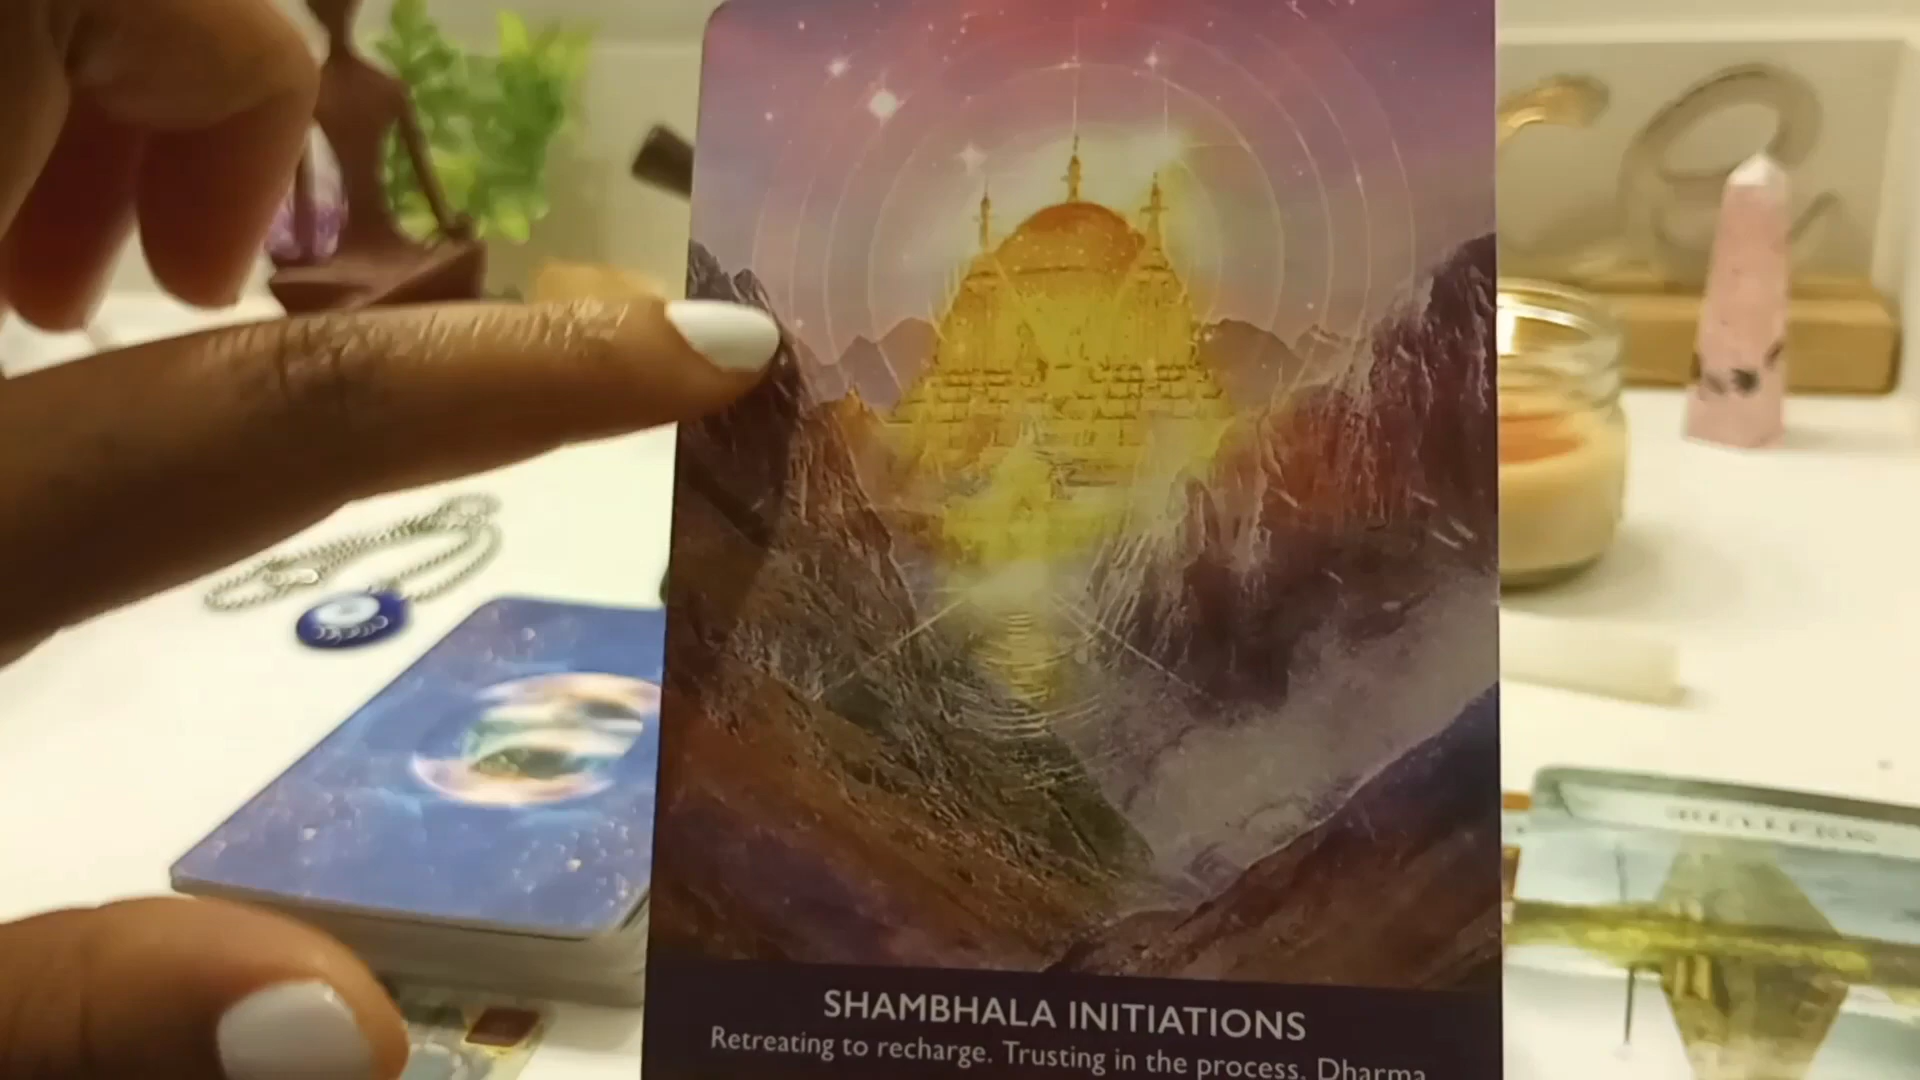 SHAMBHALA INITIATIONS
Retreating to recharge. Trusting in the process. Dharma